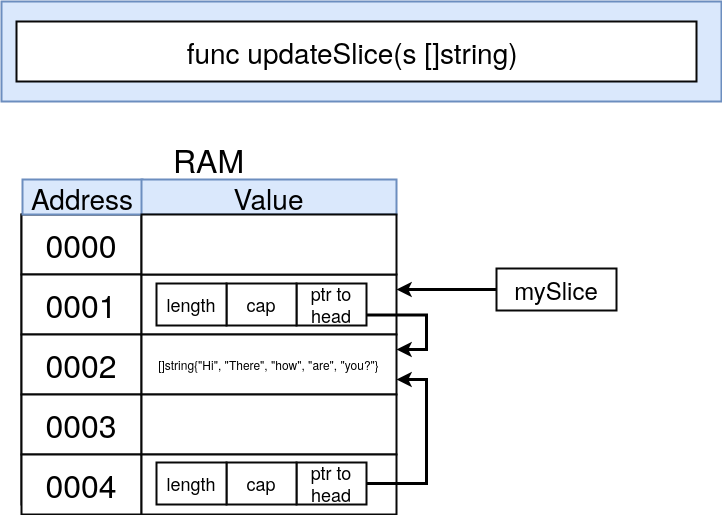 func updateSlice(s []string)
RAM
Address Value
0000
0001 length cap ptr to
head
mySlice
0002 []string{"Hi", "There", "how", "are", "you?"}
0003
0004 length cap ptr to
head